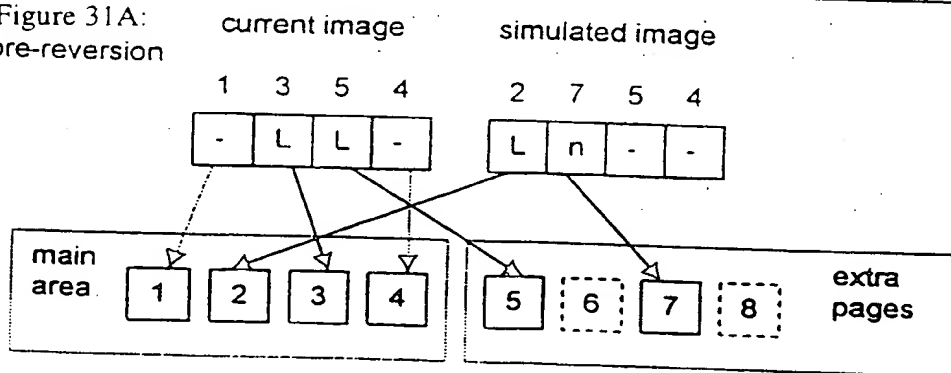 Figure 31A:
pre-reversion
current image
simulated image
1 3 5 4
2 7 5 4
- L L -
L n - -
main
area
1 2 3 4
5 6 7 8
extra
pages